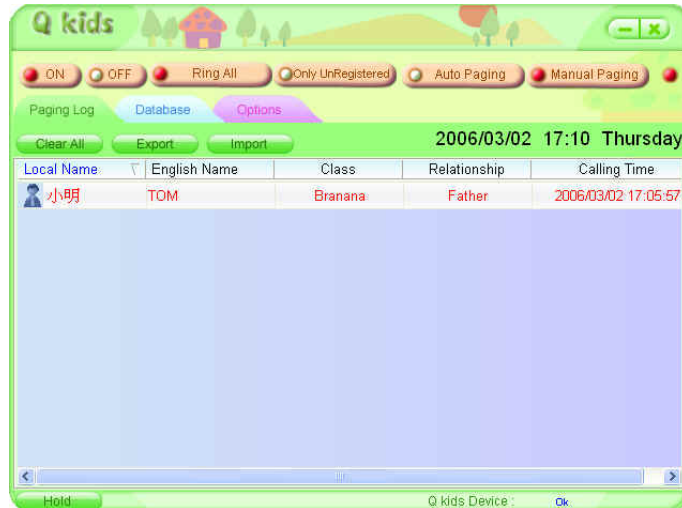 Q kids
ON OFF Ring All Only UnRegistered Auto Paging Manual Paging
Paging Log Database Options
Clear All Export Import 2006/03/02 17:10 Thursday
Local Name English Name Class Relationship Calling Time
小明 TOM Branana Father 2006/03/02 17:05:57
Hold Q kids Device : Ok